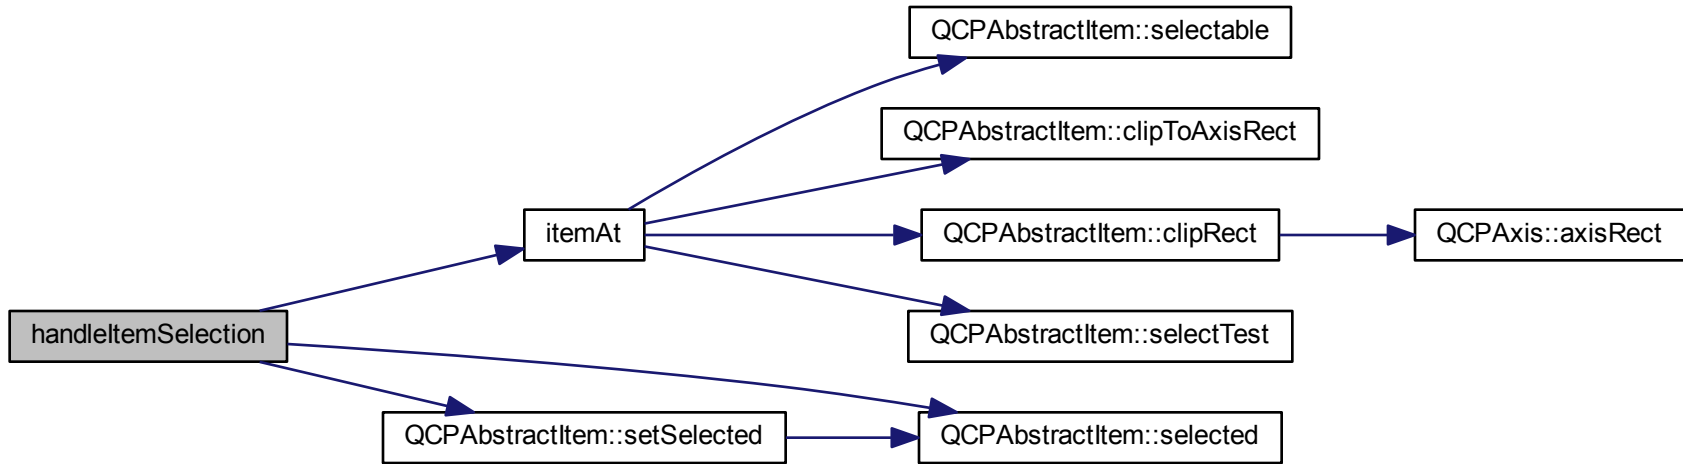 QCPAbstractItem::selectable
QCPAbstractItem::clipToAxisRect
itemAt
QCPAbstractItem::clipRect
QCPAxis::axisRect
handleItemSelection
QCPAbstractItem::selectTest
QCPAbstractItem::setSelected
QCPAbstractItem::selected